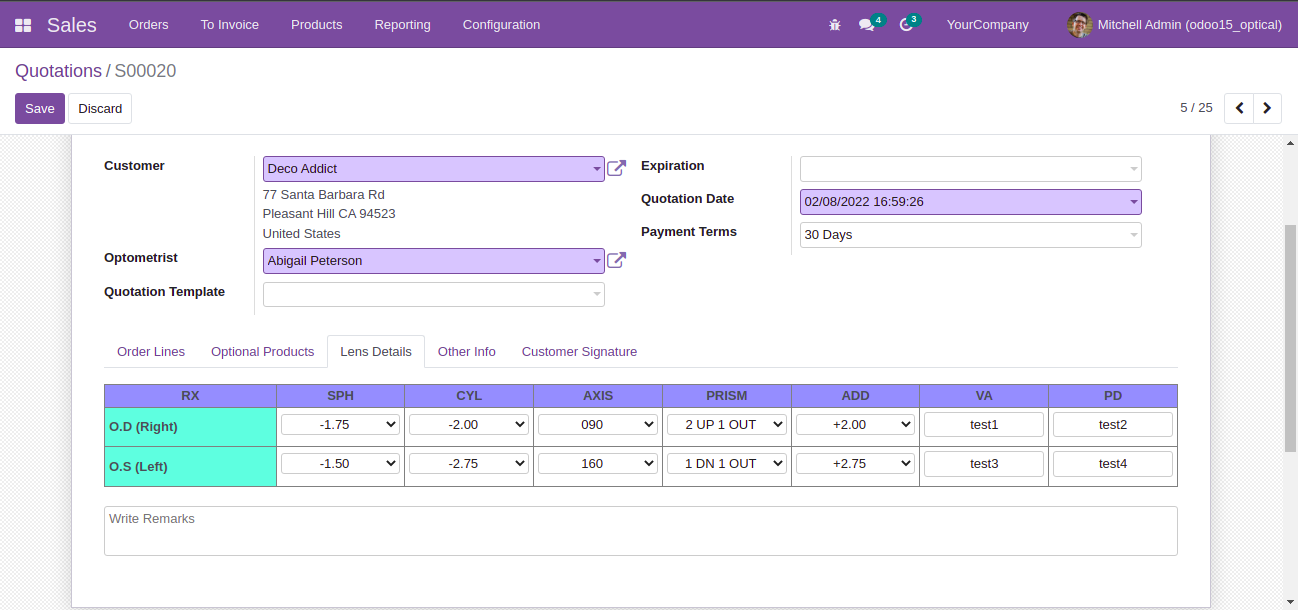 Sales Orders To Invoice Products Reporting Configuration 4 3 YourCompany Mitchell Admin (odoo15_optical)
Quotations / S00020
Save Discard 5 / 25
Customer Deco Addict Expiration
77 Santa Barbara Rd
Quotation Date 02/08/2022 16:59:26
Pleasant Hill CA 94523
United States Payment Terms 30 Days
Optometrist Abigail Peterson
Quotation Template
Order Lines Optional Products Lens Details Other Info Customer Signature
RX SPH CYL AXIS PRISM ADD VA PD
O.D (Right) -1.75 -2.00 090 2 UP 1 OUT +2.00 test1 test2
O.S (Left) -1.50 -2.75 160 1 DN 1 OUT +2.75 test3 test4
Write Remarks